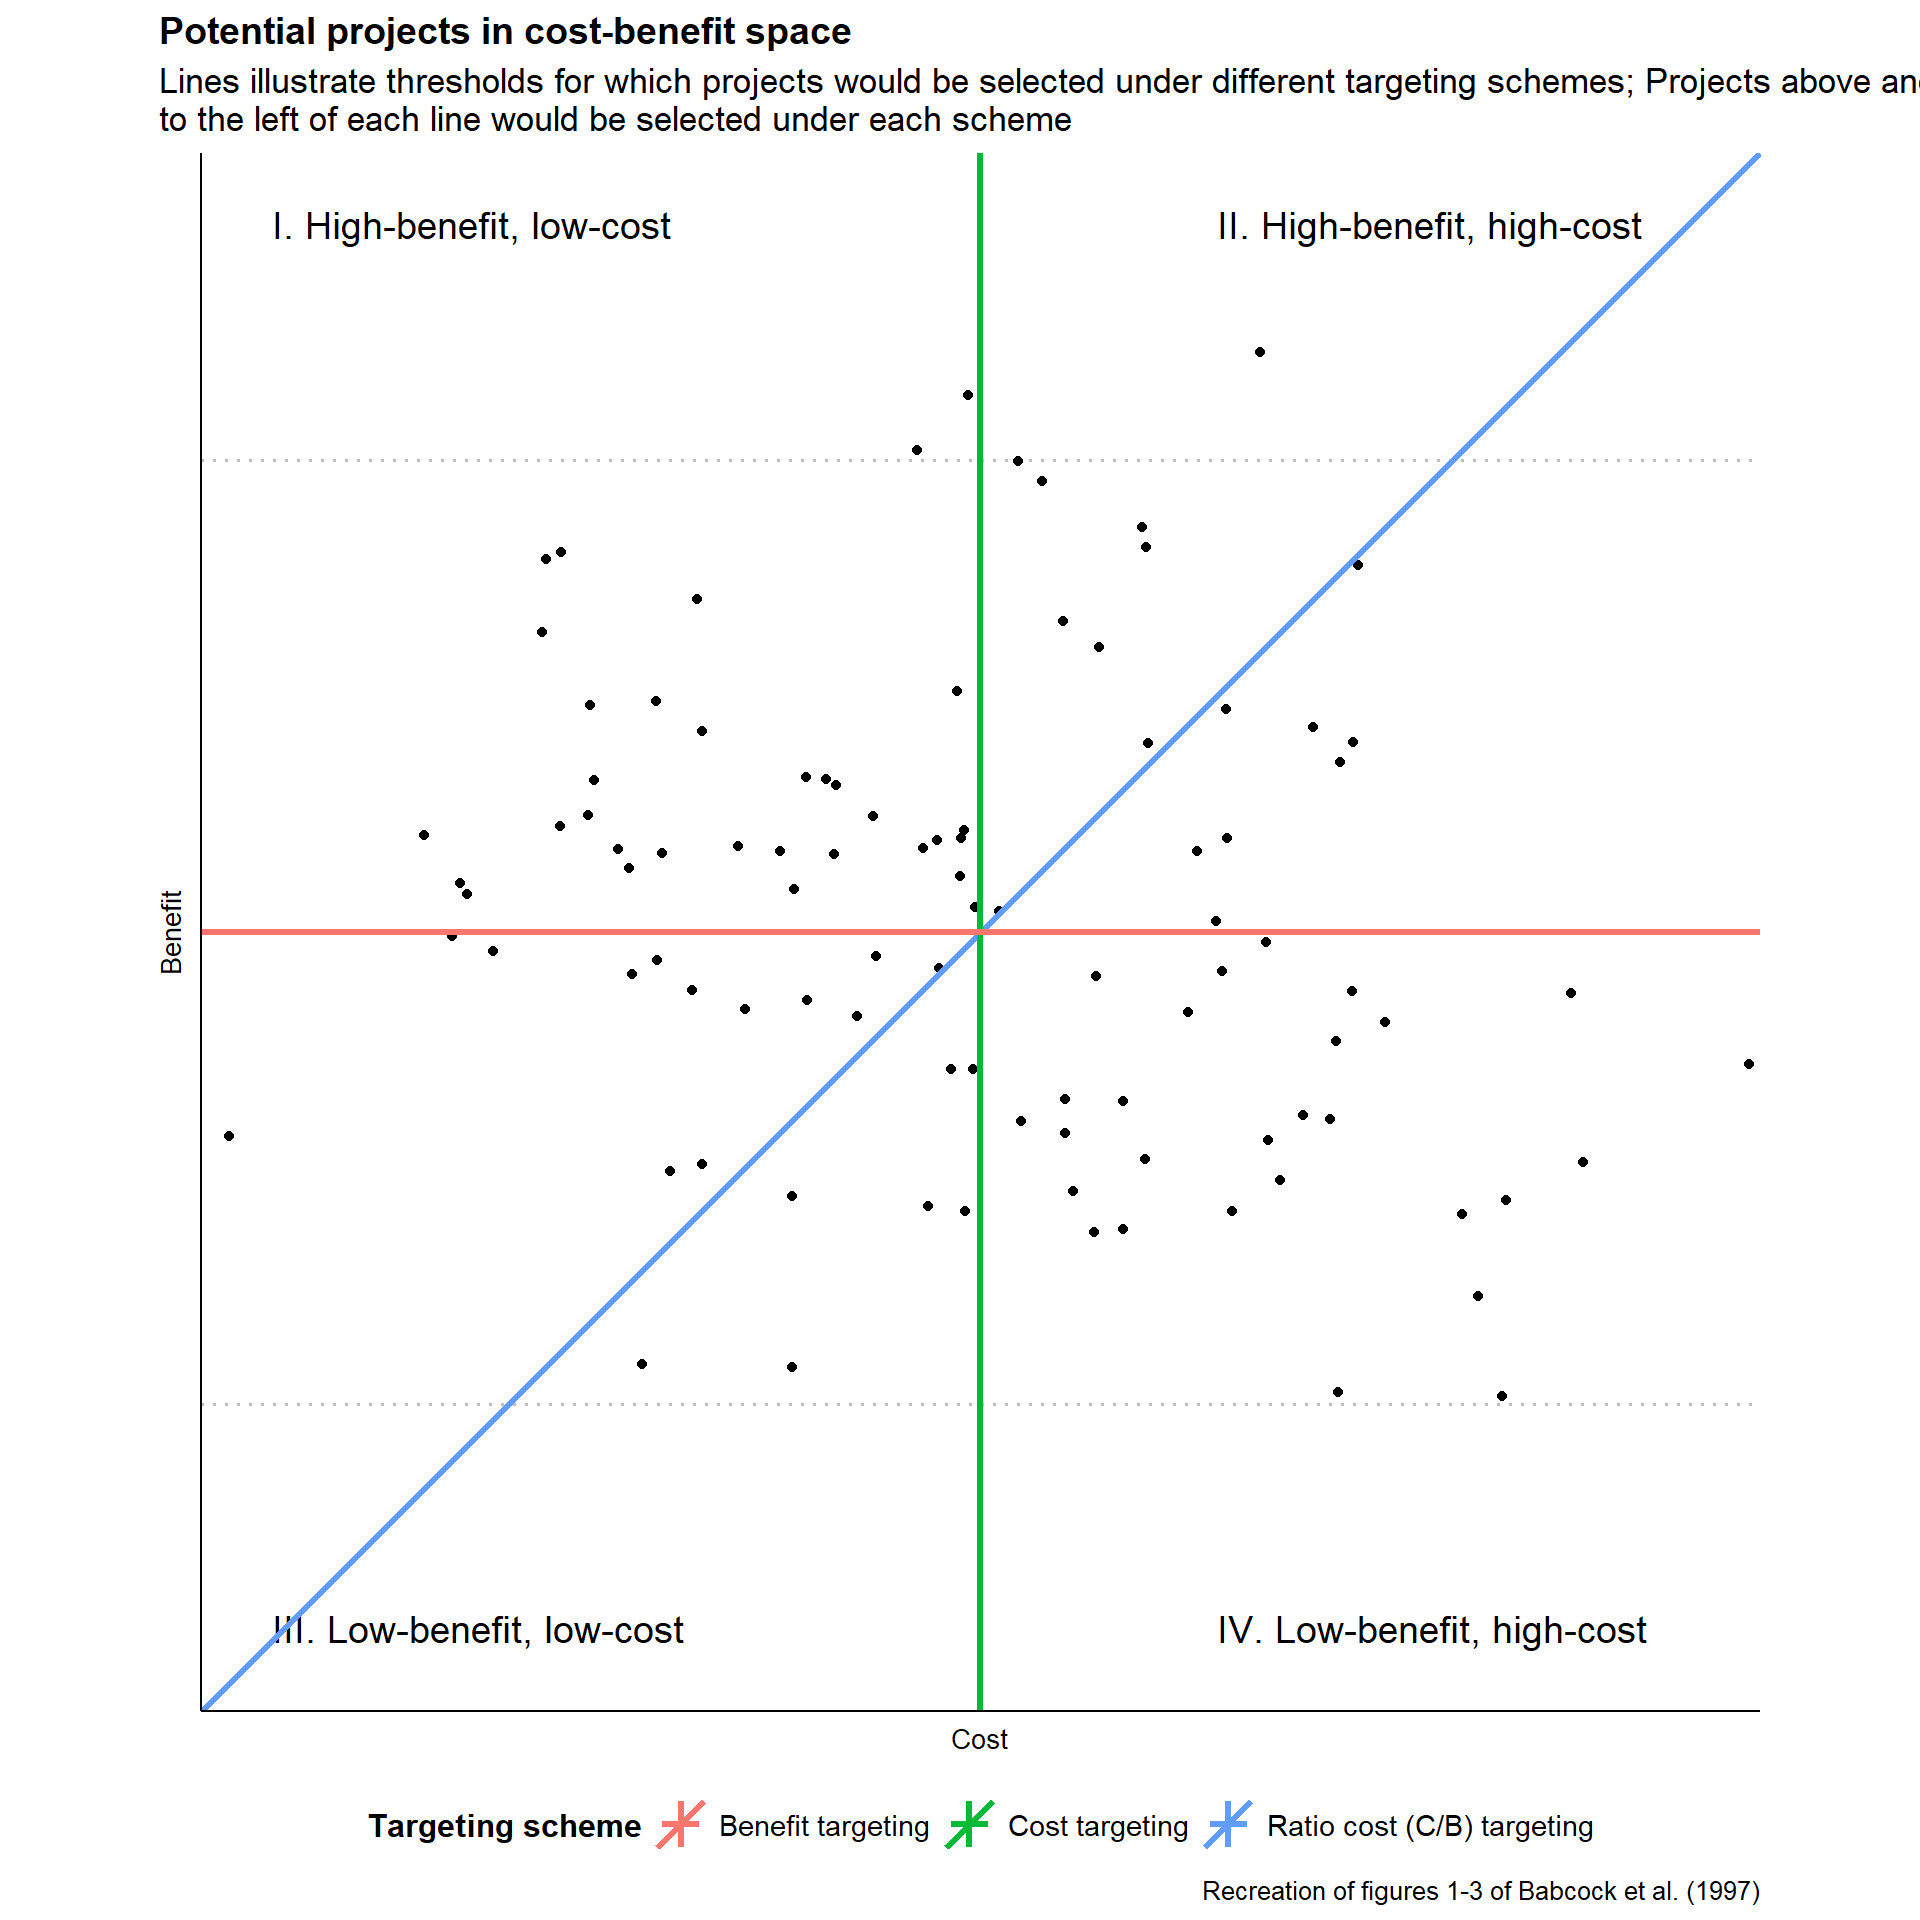 Potential projects in cost-benefit space
Lines illustrate thresholds for which projects would be selected under different targeting schemes; Projects above
to the left of each line would be selected under each scheme
I. High-benefit, low-cost
II. High-benefit, high-cost
Benefit
III. Low-benefit, low-cost
IV. Low-benefit, high-cost
Cost
Targeting scheme
Benefit targeting
Cost targeting
Ratio cost (C/B) targeting
Recreation of figures 1-3 of Babcock et al. (1997)